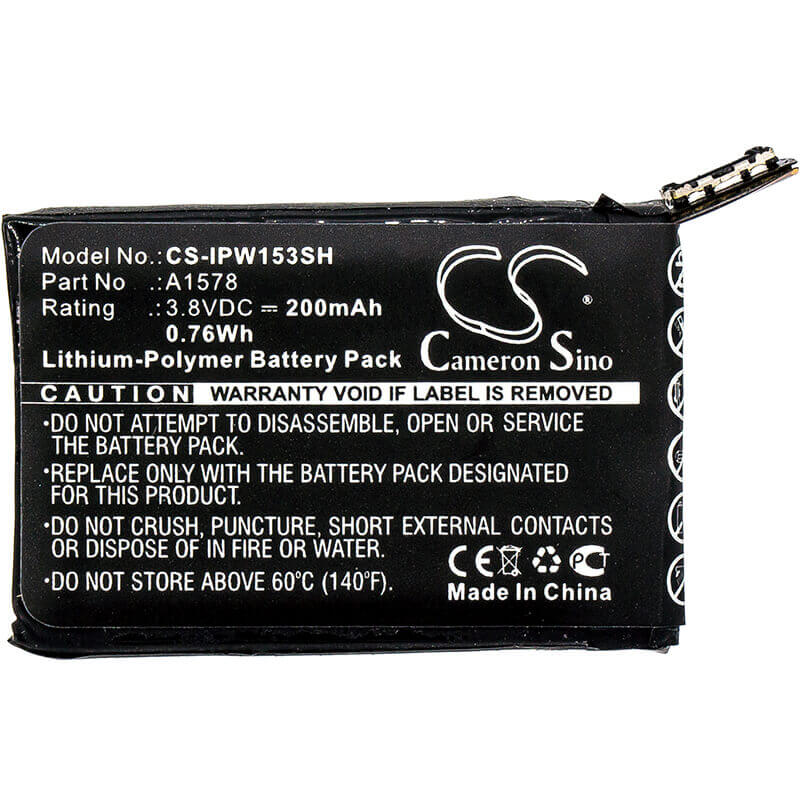 Model No.: CS-IPW153SH
Part No .: A1578
Rating .: 3.8VDC ⎓ 200mAh
0.76Wh
Lithium-Polymer Battery Pack
CS ®
Cameron Sino
CAUTION WARRANTY VOID IF LABEL IS REMOVED
·DO NOT ATTEMPT TO DISASSEMBLE, OPEN OR SERVICE
THE BATTERY PACK.
·REPLACE ONLY WITH THE BATTERY PACK DESIGNATED
FOR THIS PRODUCT.
·DO NOT CRUSH, PUNCTURE, SHORT EXTERNAL CONTACTS
OR DISPOSE OF IN FIRE OR WATER.
·DO NOT STORE ABOVE 60°C (140°F).
CE PCT
Made In China